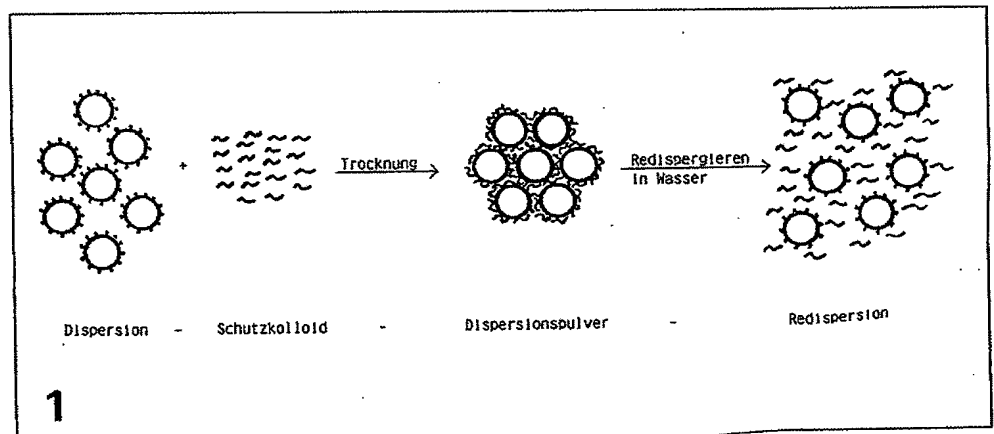 +
Trocknung
Redispergieren
in Wasser
Dispersion - Schutzkolloid - Dispersionspulver - Redispersion
1